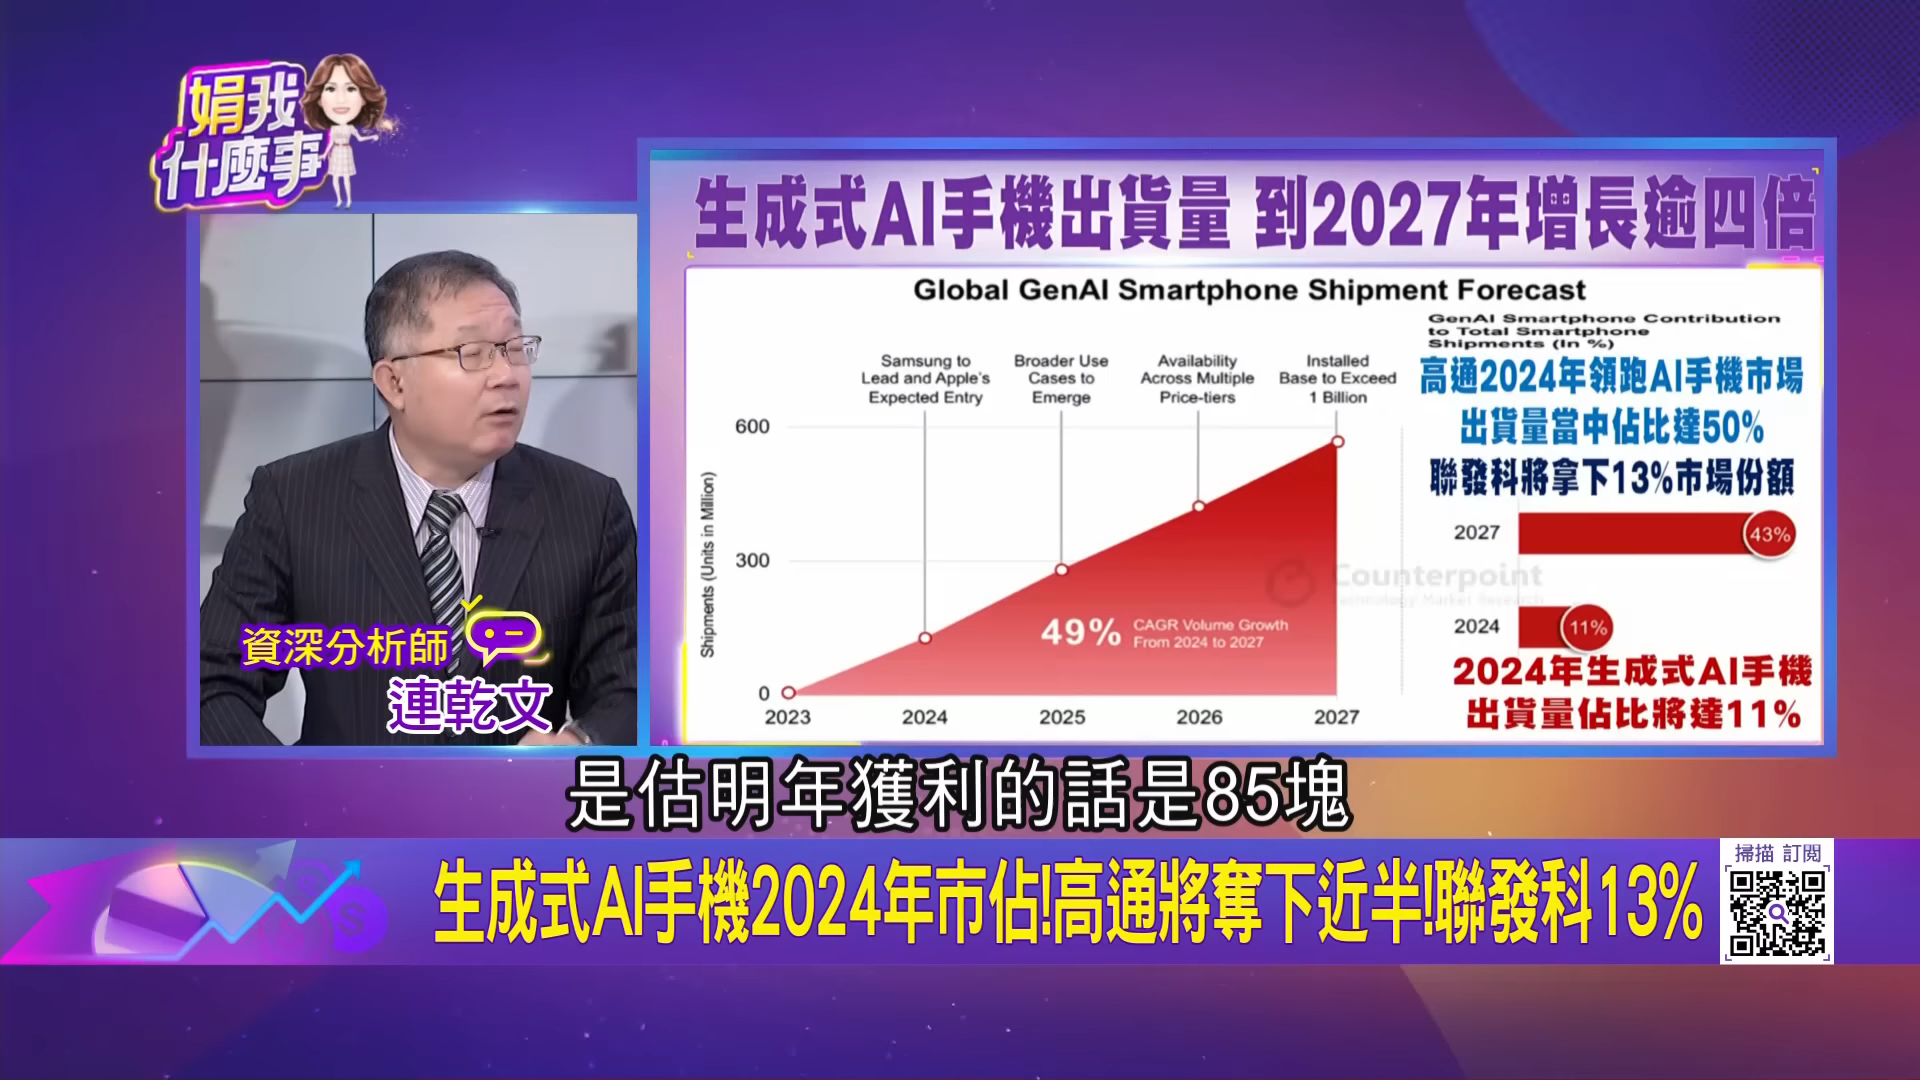 娟我
什麼事
生成式AI手機出貨量 到2027年增長逾四倍
Global GenAI Smartphone Shipment Forecast
GenAI Smartphone Contribution
to Total Smartphone
Shipments (In %)
Samsung to
Lead and Apple's
Expected Entry
Broader Use
Cases to
Emerge
Availability
Across Multiple
Price-tiers
Installed
Base to Exceed
1 Billion
高通2024年領跑AI手機市場
出貨量當中佔比達50%
聯發科將拿下13%市場份額
Shipments (Units in Million)
600
300
0
2023
2024
2025
2026
2027
49%
CAGR Volume Growth
From 2024 to 2027
Counterpoint
Technology Market Research
2027
43%
2024
11%
2024年生成式AI手機
出貨量佔比將達11%
資深分析師
連乾文
是估明年獲利的話是85塊
生成式AI手機2024年市佔!高通將奪下近半!聯發科13%
掃描 訂閱